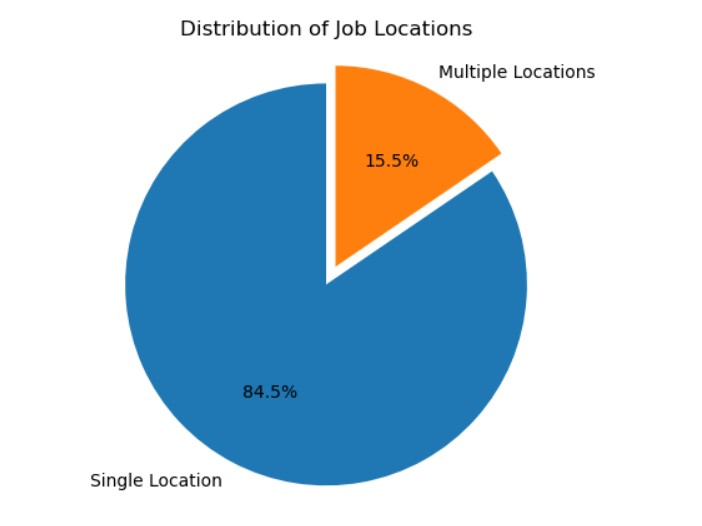 Distribution of Job Locations
Multiple Locations
15.5%
84.5%
Single Location